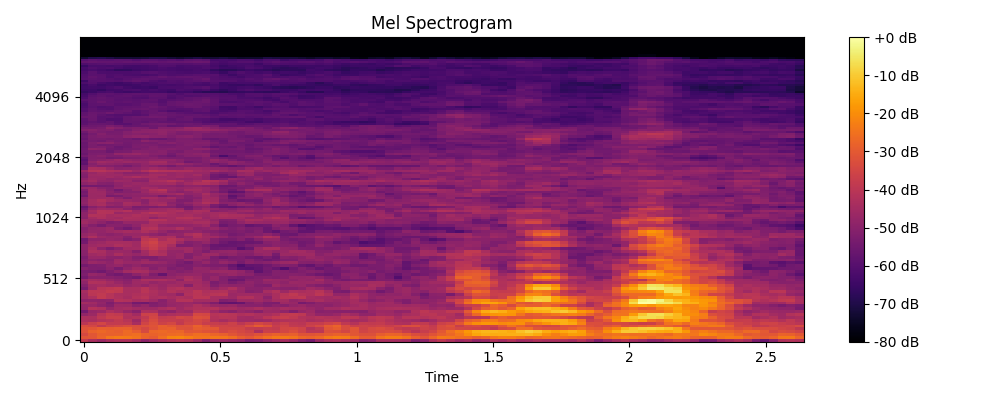 Mel Spectrogram
+0 dB
-10 dB
-20 dB
-30 dB
-40 dB
-50 dB
-60 dB
-70 dB
-80 dB
4096
2048
1024
512
0
Hz
0
0.5
1
1.5
2
2.5
Time